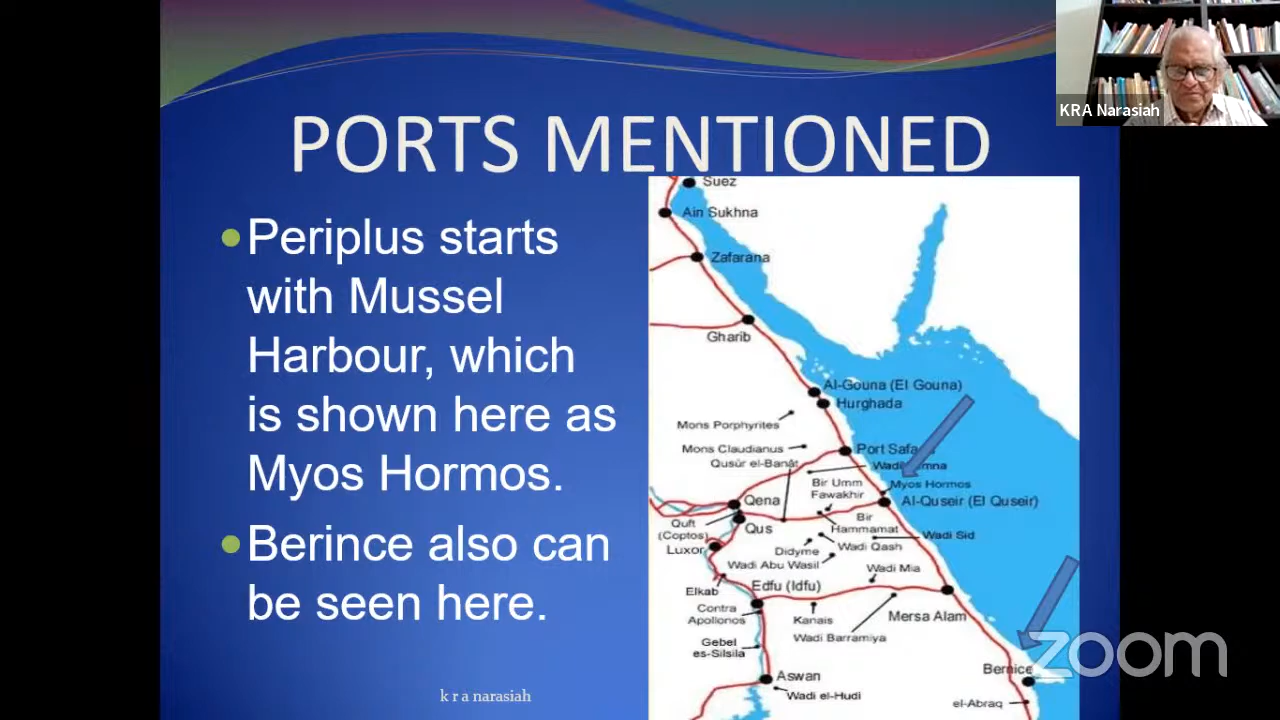 KRA Narasiah
PORTS MENTIONED
Periplus starts
with Mussel
Harbour, which
is shown here as
Myos Hormos.
Berince also can
be seen here.
Suez
Ain Sukhna
Zafarana
Gharib
Al-Gouna (El Gouna)
Hurghada
Mons Porphyrites
Mons Claudianus
Port Safa
Qusûr el-Banât
Wadi
Bir Umm
Fawakhir
Myos Hormos
Qena
Al-Quseir (El Quseir)
Quft
(Coptos)
Qus
Bir
Hammamat
Wadi Sid
Luxor
Didyme
Wadi Qash
Wadi Abu Wasil
Wadi Mia
Elkab
Edfu (Idfu)
Contra
Apollonos
Kanais
Mersa Alam
Wadi Barramiya
Gebel
es-Silsila
zoom
Aswan
Bernice
Wadi el-Hudi
el-Abraq
k r a narasiah